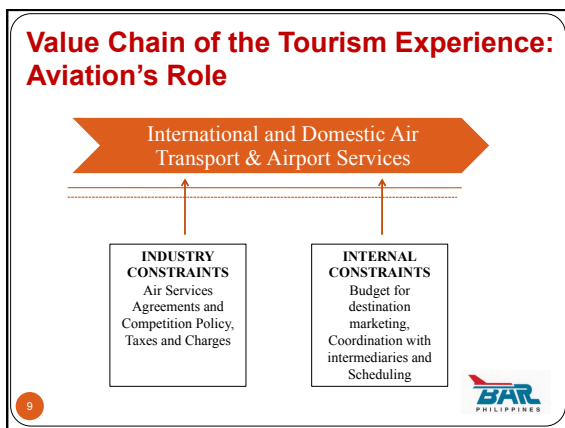 Value Chain of the Tourism Experience:
Aviation's Role
International and Domestic Air
Transport & Airport Services
INDUSTRY
CONSTRAINTS
Air Services
Agreements and
Competition Policy,
Taxes and Charges
INTERNAL
CONSTRAINTS
Budget for
destination
marketing,
Coordination with
intermediaries and
Scheduling
9
BAR
PHILIPPINES